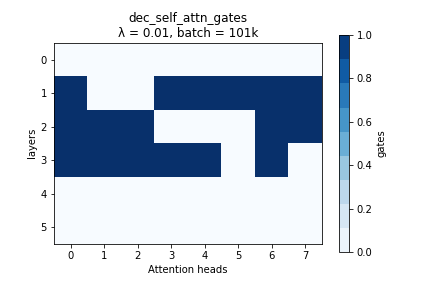 dec_self_attn_gates
λ = 0.01, batch = 101k
0
1
2
3
4
5
layers
0 1 2 3 4 5 6 7
Attention heads
1.0
0.8
0.6
0.4
0.2
0.0
gates